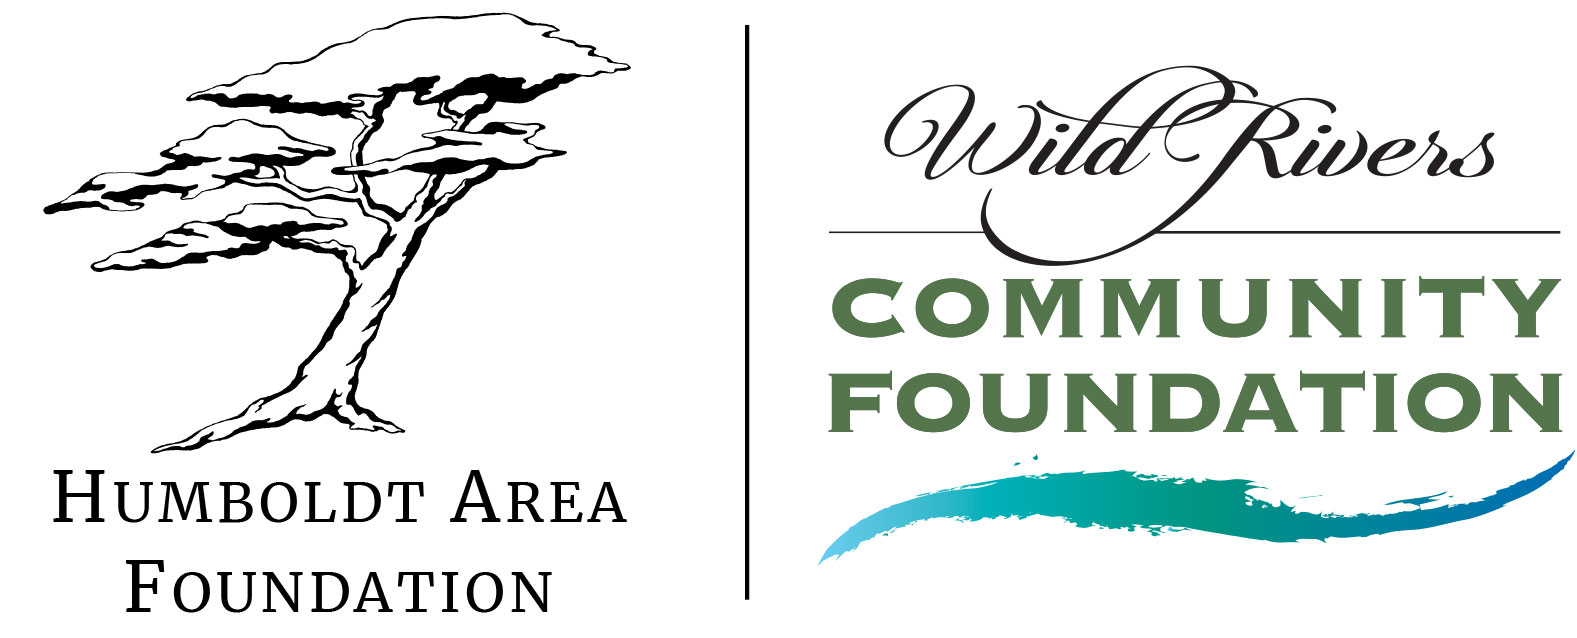 HUMBOLDT AREA
FOUNDATION
Wild Rivers
COMMUNITY
FOUNDATION